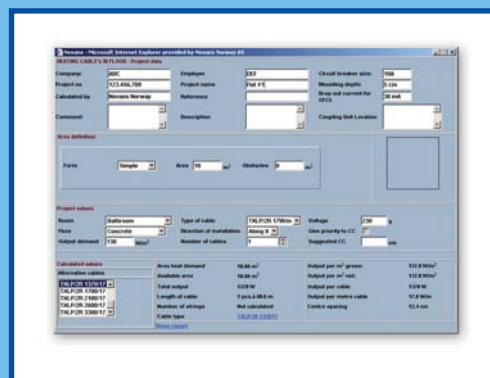 Nexans - Microsoft Internet Explorer provided by Nexans Norway AS
HEATING CABLE'S IN FLOOR : Project data
Company: ABC Employee: DEF Circuit breaker size: 10A
Project no 123.456.789 Project name Flat #1 Mounting depth: 5 cm
Calculated by Nexans Norway Reference Drop out current for GFCI: 30 mA
Comment: Description Coupling Unit Location
Area definition
Form Simple Area 10 m² Obstacles 0 m²
Project values
Room Bathroom Type of cable TXLP/2R 17W/m Voltage 230 V
Floor Concrete Direction of installation Along X Give priority to CC
Output demand 130 W/m² Number of cables 1 Suggested CC cm
Calculated values
Alternative cables
TXLP/2R 1370/17
TXLP/2R 1700/17
TXLP/2R 2100/17
TXLP/2R 2600/17
TXLP/2R 3300/17
Area heat demand 10.00 m² Output per m² gross: 137.0 W/m²
Available area 10.00 m² Output per m² net: 137.0 W/m²
Total output 1370 W Output per cable 1370 W
Length of cable Output per metre cable 17.0 W/m
Number of strings Not calculated Centre spacing 12.4 cm
Cable type TXLP/2R 1370/17
Show report